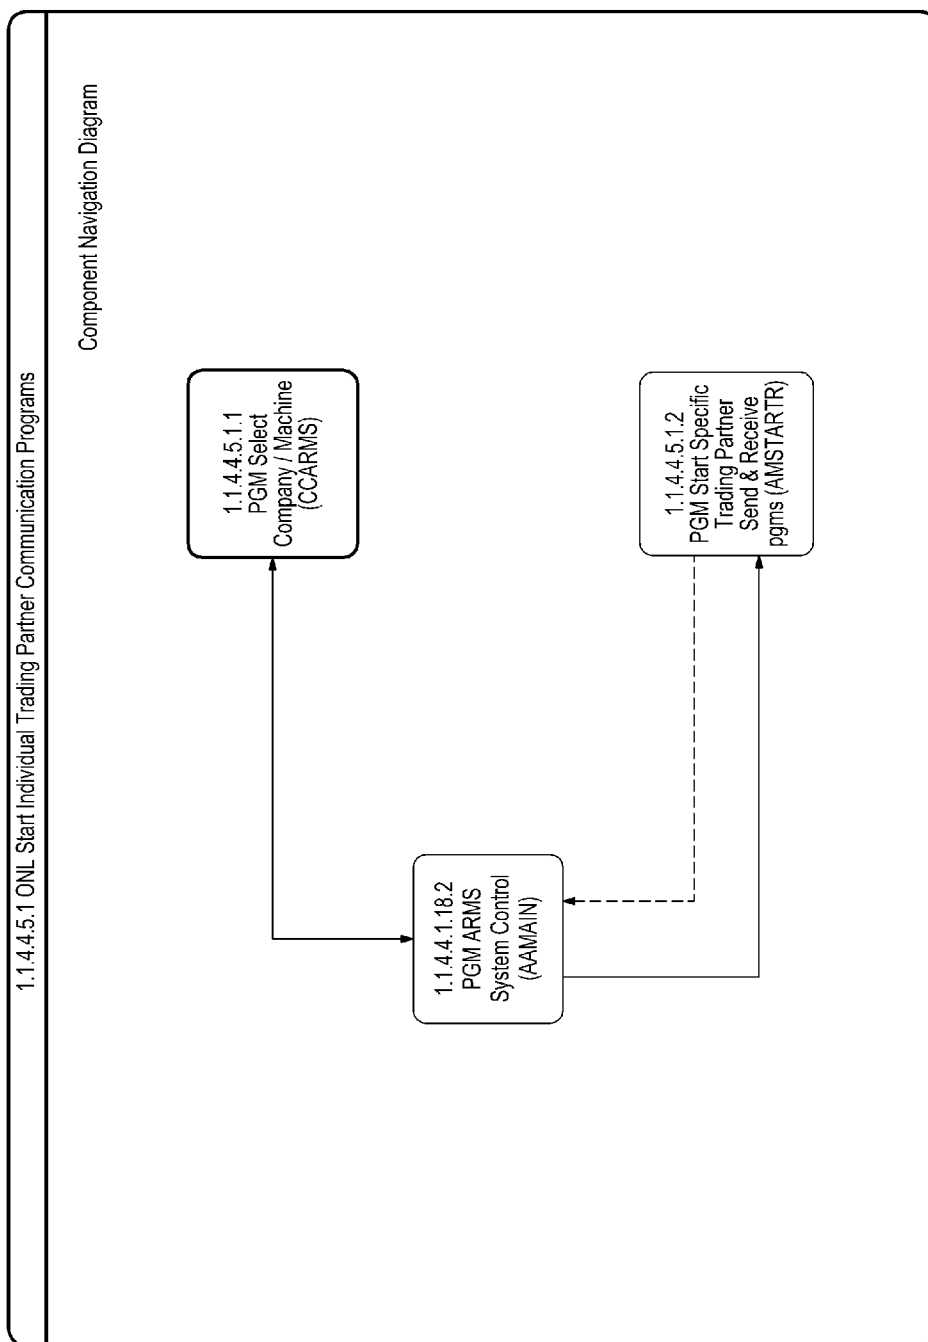 1.1.4.4.5.1 ONL Start Individual Trading Partner Communication Programs
Component Navigation Diagram
1.1.4.4.5.1.1
PGM Select
Company / Machine
(CCARMS)
1.1.4.4.1.18.2
PGM ARMS
System Control
(AAMAIN)
1.1.4.4.5.1.2
PGM Start Specific
Trading Partner
Send & Receive
pgms (AMSTARTR)